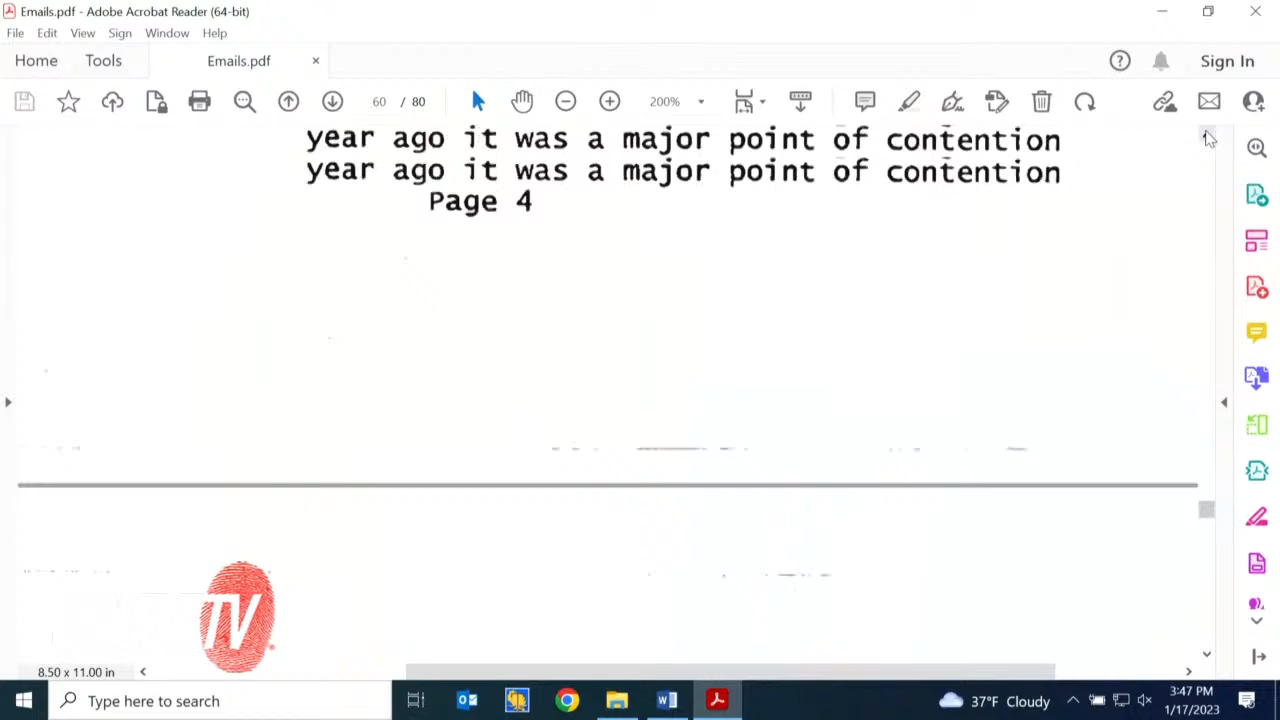 Emails.pdf - Adobe Acrobat Reader (64-bit)
File Edit View Sign Window Help
Home Tools Emails.pdf × Sign In
60 / 80 200%
year ago it was a major point of contention
year ago it was a major point of contention
Page 4
TV
8.50 x 11.00 in
Type here to search
37°F Cloudy
3:47 PM
1/17/2023